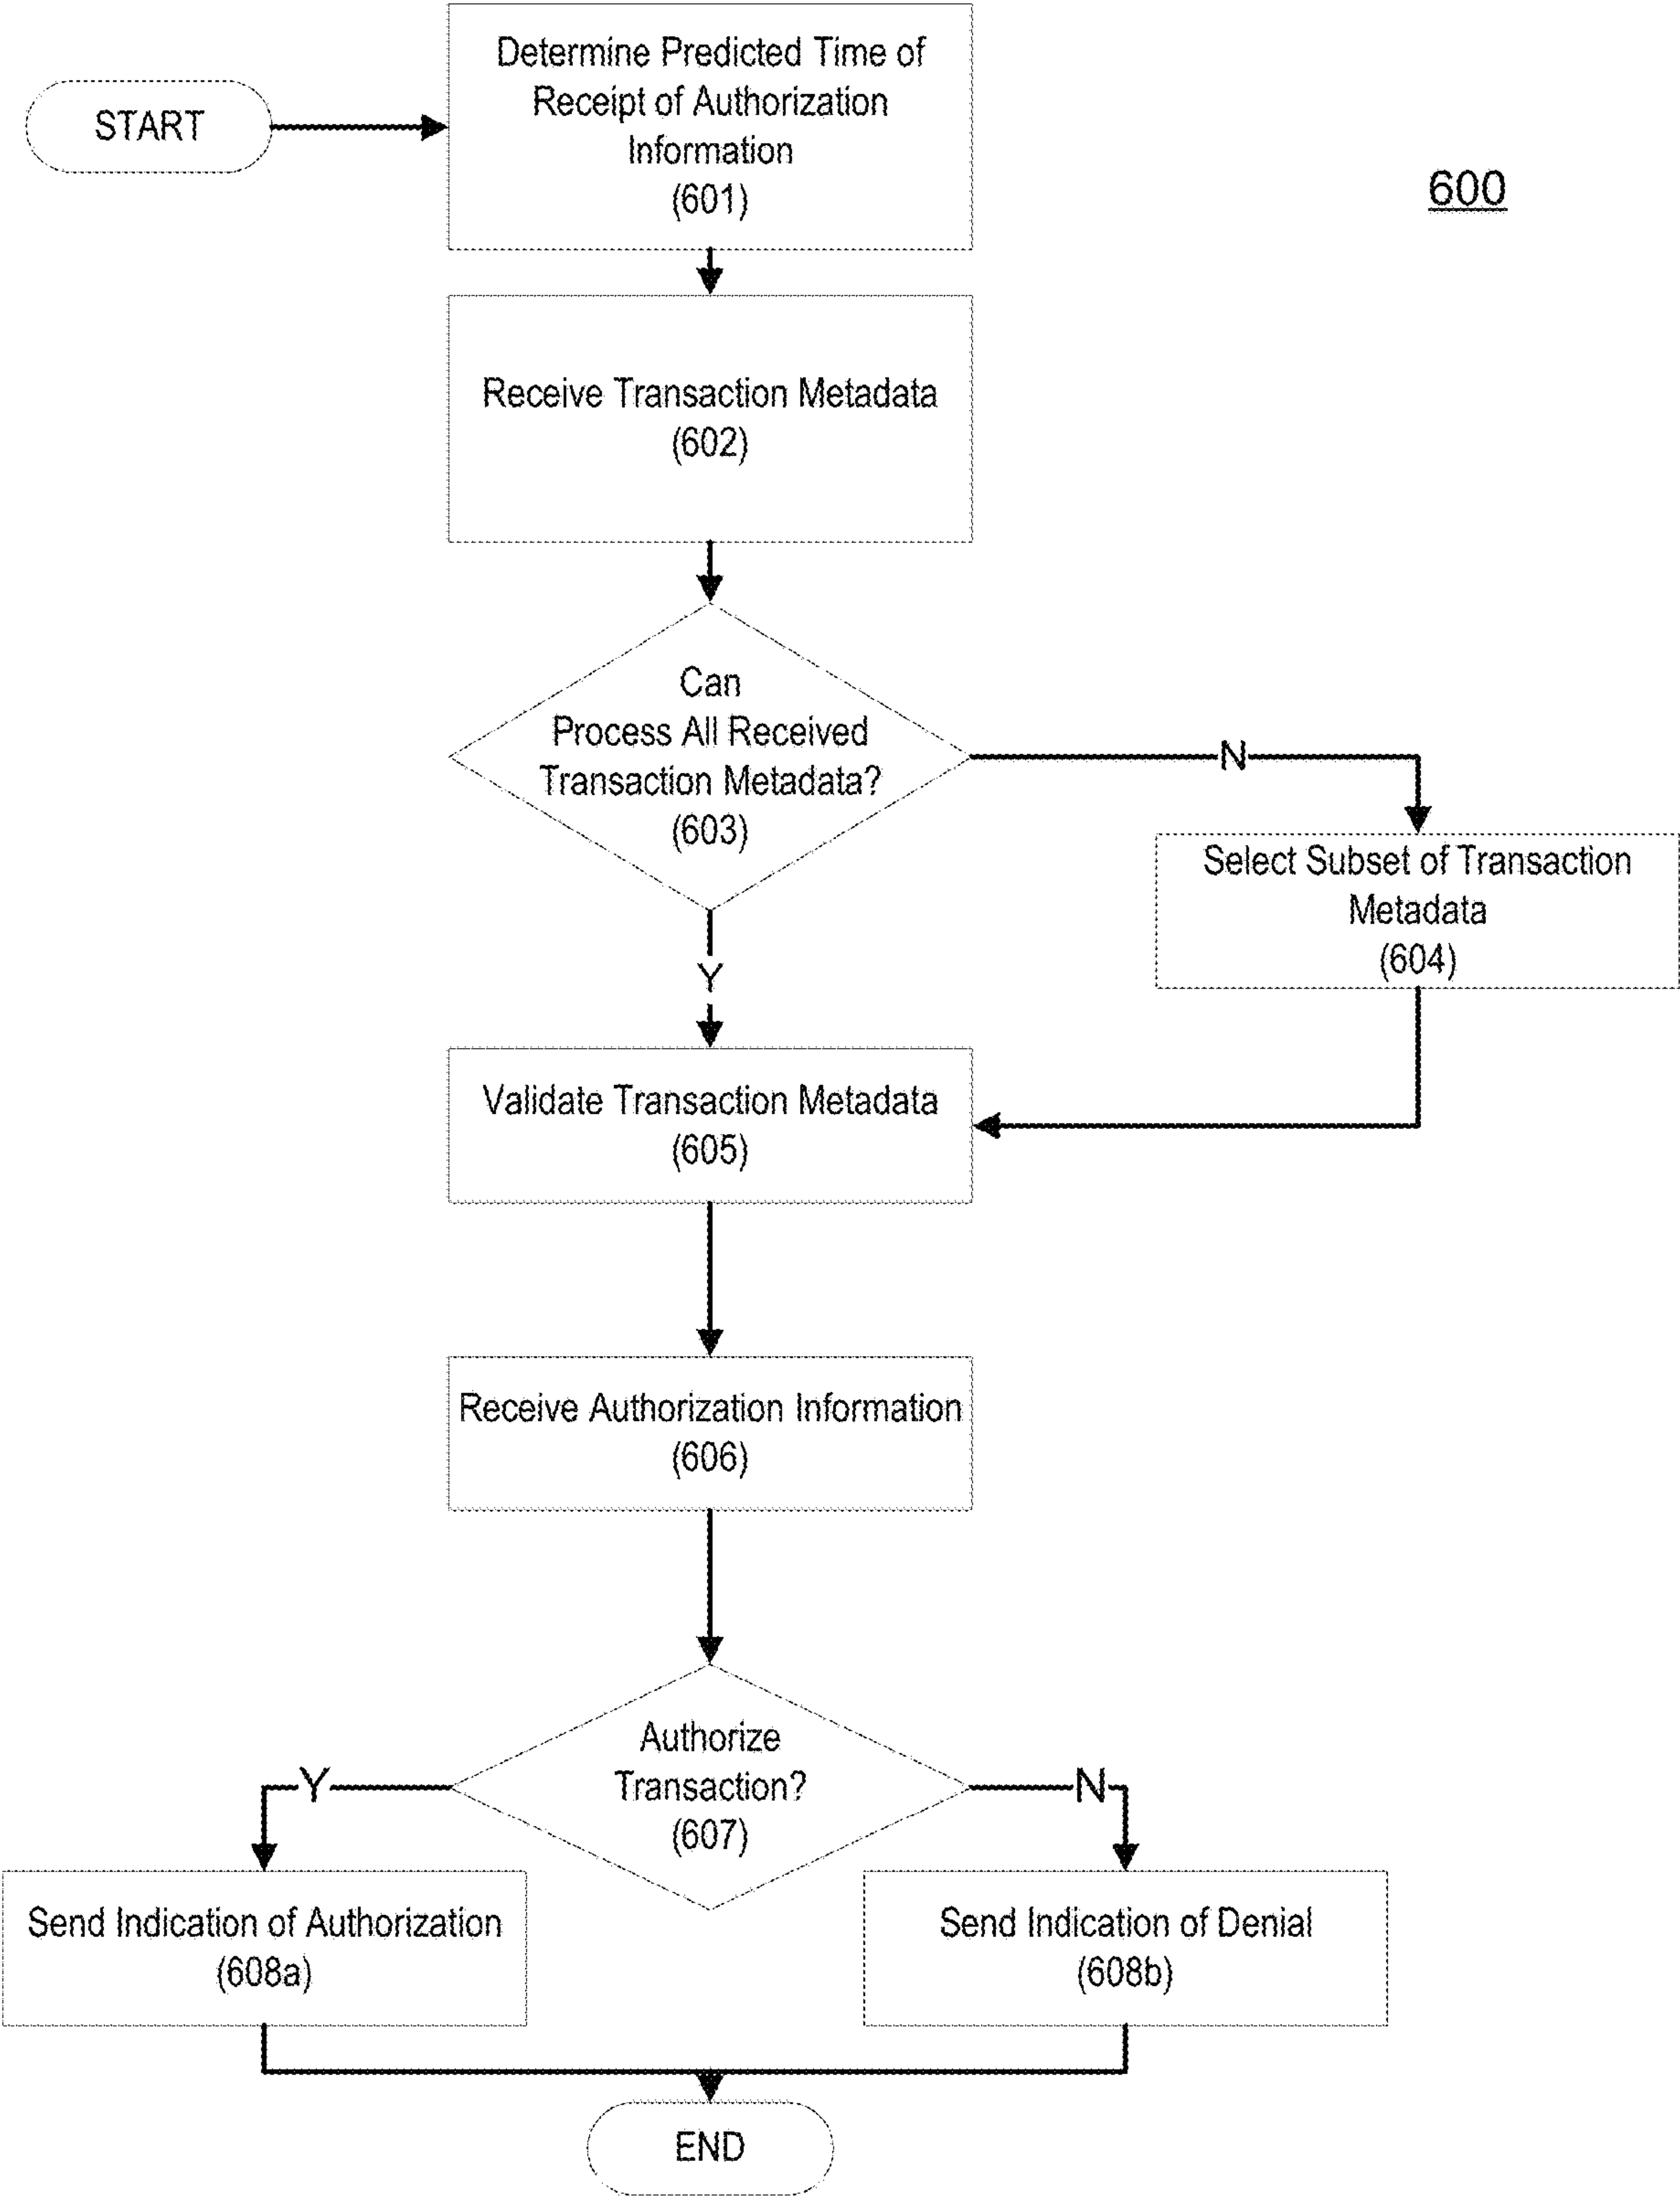 START
Determine Predicted Time of
Receipt of Authorization
Information
(601)
600
Receive Transaction Metadata
(602)
Can
Process All Received
Transaction Metadata?
(603)
N
Select Subset of Transaction
Metadata
(604)
Y
Validate Transaction Metadata
(605)
Receive Authorization Information
(606)
Authorize
Transaction?
(607)
Y
N
Send Indication of Authorization
(608a)
Send Indication of Denial
(608b)
END